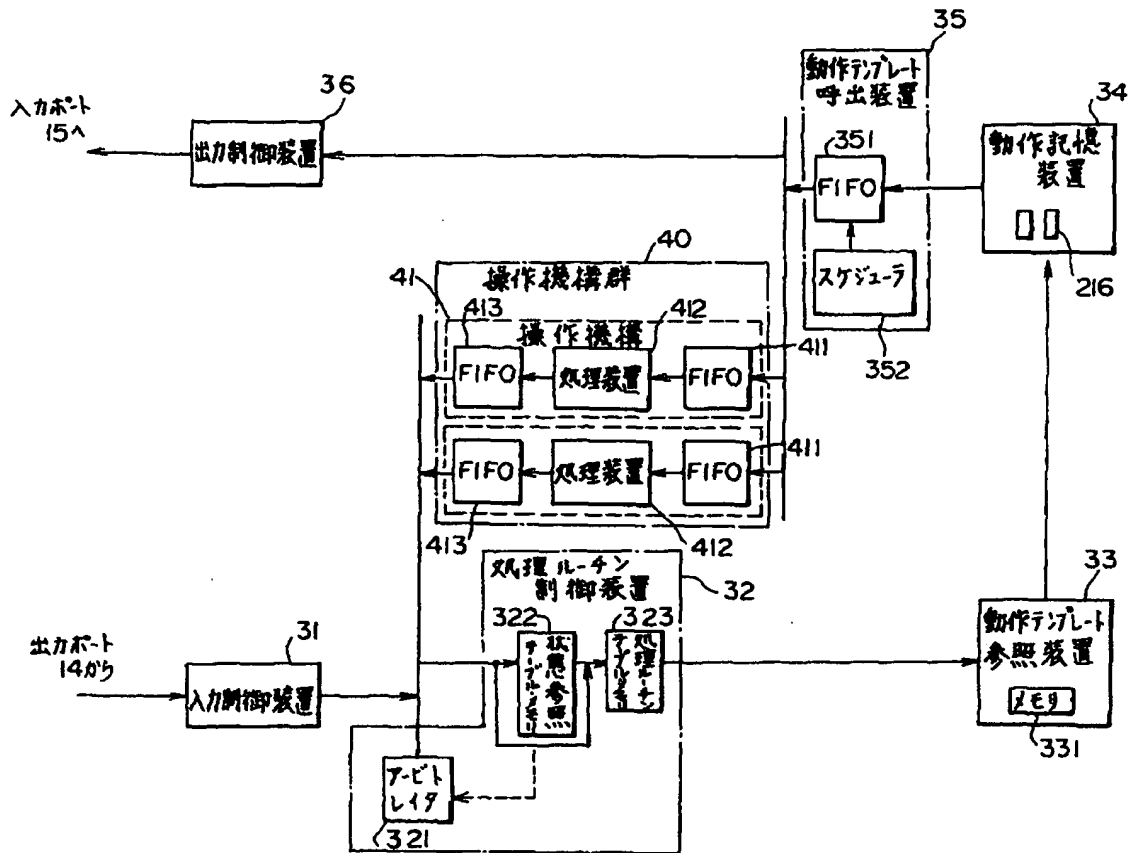 35
動作テンプレート
呼出装置
36
入力ポート
15へ
出力制御装置
351
FIFO
34
動作記憶
装置
216
スケジューラ
352
40
操作機構群
41
413
操作機構
412
411
FIFO
処理装置
FIFO
FIFO
処理装置
FIFO
411
413
412
処理ルーチン
制御装置
32
322
323
状態参照
テーブルメモリ
処理ルーチン
テーブルメモリ
33
動作テンプレート
参照装置
メモタ
331
出力ポート
14から
31
入力制御装置
アービト
レイタ
321